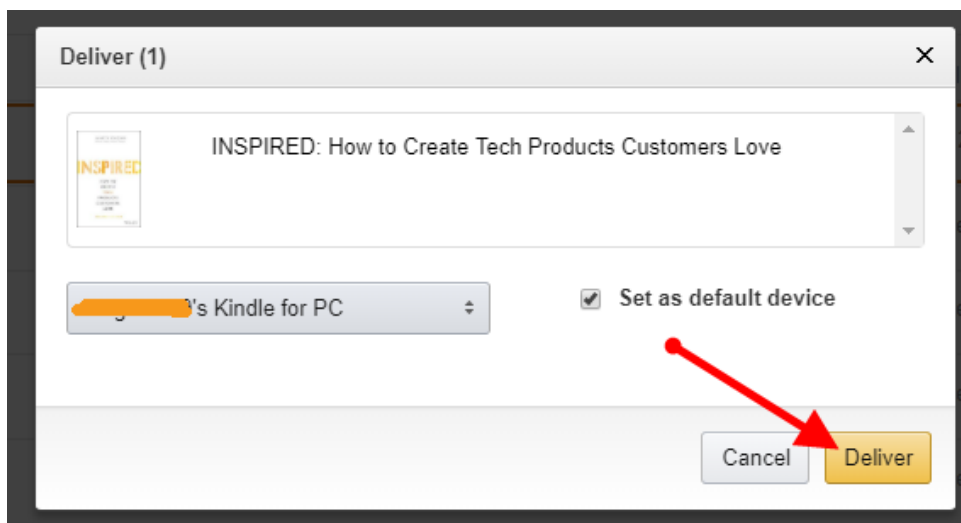 Deliver (1)
INSPIRED: How to Create Tech Products Customers Love
INSPIRED
's Kindle for PC
Set as default device
Cancel
Deliver